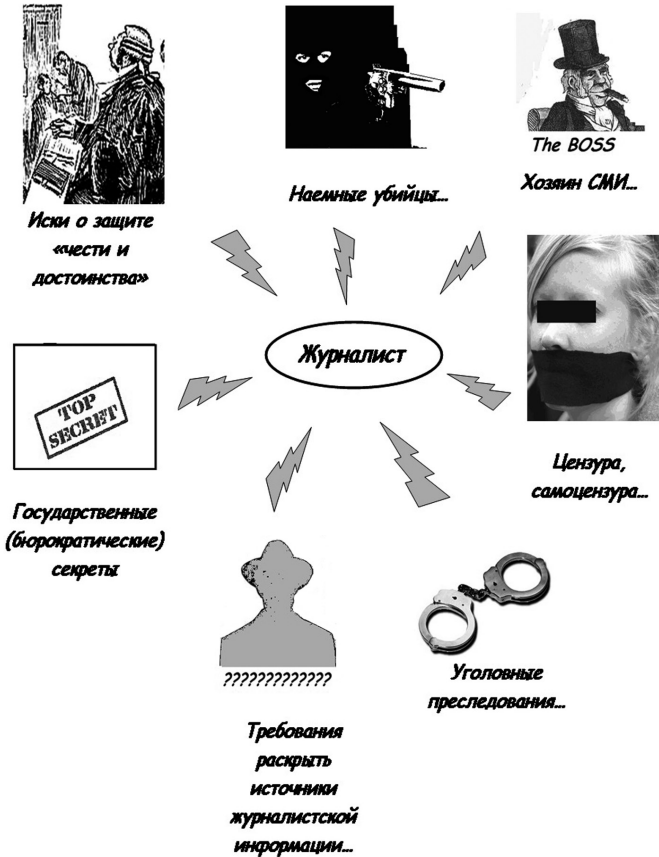 Иски о защите
«чести и
достоинства»
Наемные убийцы...
The BOSS
Хозяин СМИ...
Журналист
TOP
SECRET
Государственные
(бюрократические)
секреты
Цензура,
самоцензура...
?????????????
Требования
раскрыть
источники
журналистской
информации...
Уголовные
преследования...